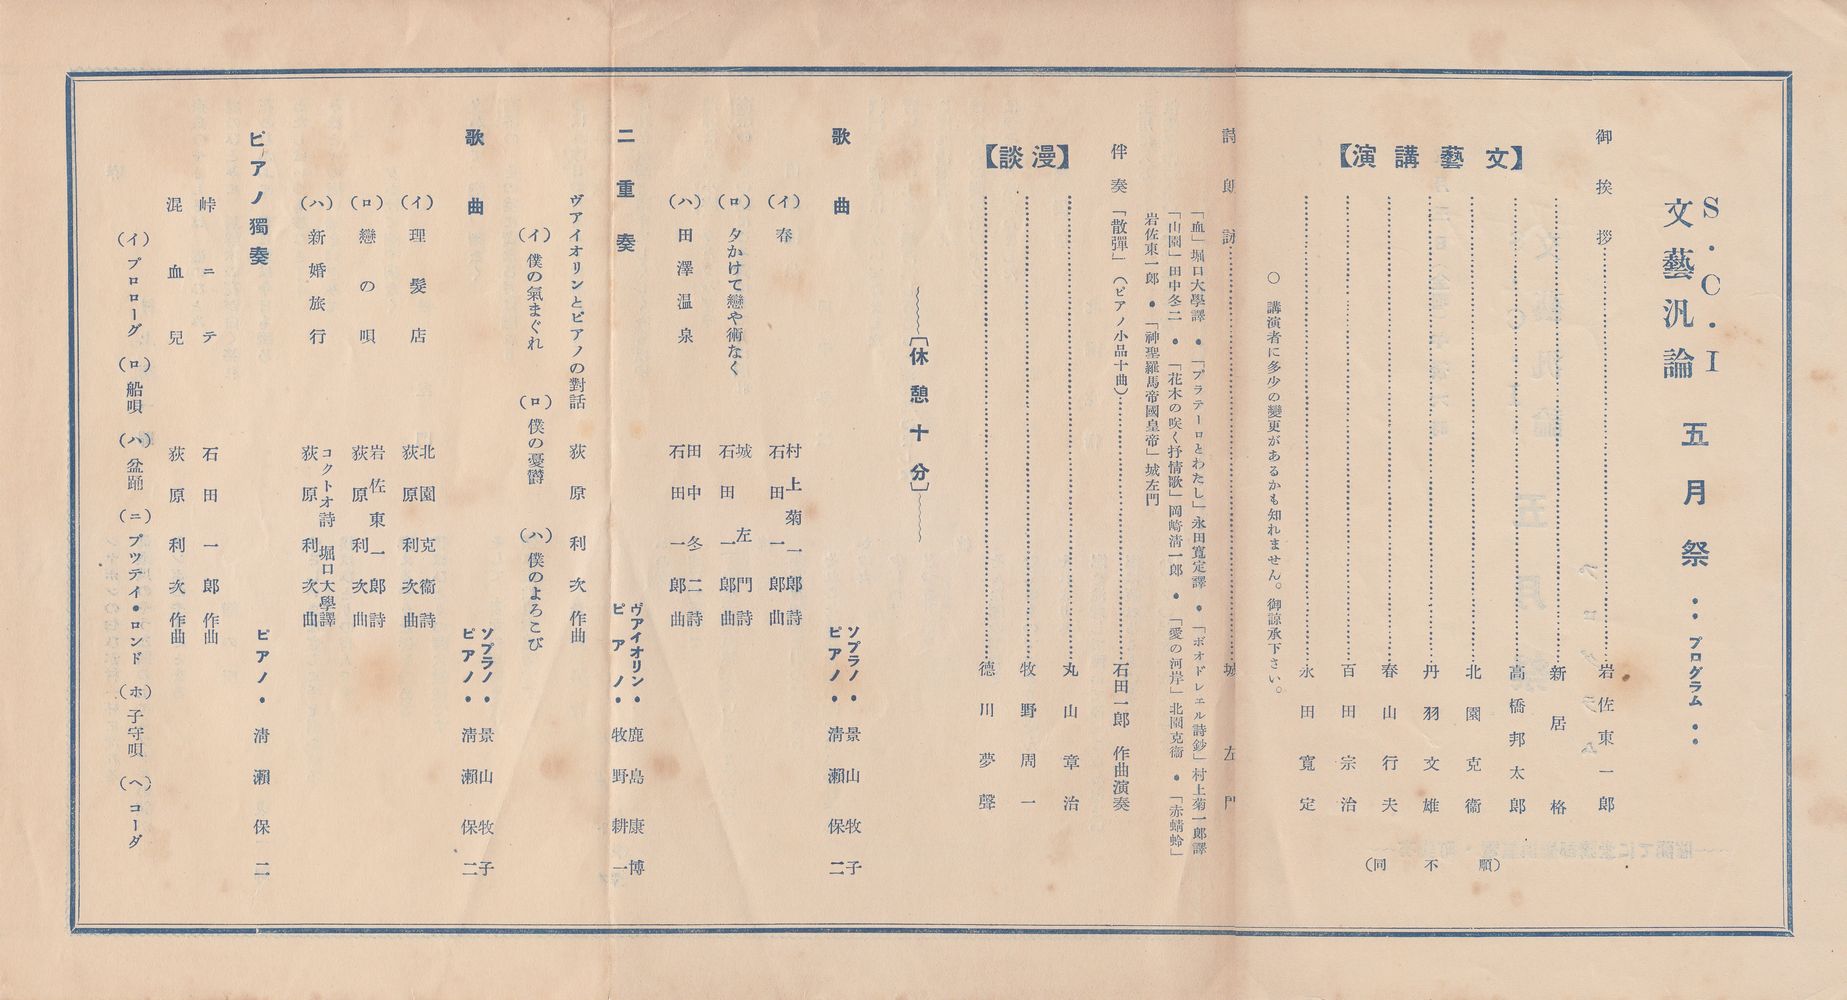 S・O・I
文藝汎論 五月祭 ‥プログラム‥
御挨拶……岩佐東一郎
【文藝講演】
新居格
高橋邦太郎
北園克衞
丹羽文雄
春山行夫
百田宗治
永田寬定
(順不同)
○ 講演者に多少の變更があるかも知れません。御諒承下さい。
詩朗詠……城左門
「血」堀口大學譯 ● 「プラテーロとわたし」永田寬定譯 ● 「ボオドレエル詩鈔」村上菊一郎譯
「山園」田中冬二 ● 「花木の咲く抒情歌」岡崎淸一郎 ● 「愛の河岸」北園克衞 ● 「赤蜻蛉」
岩佐東一郎 ● 「神聖羅馬帝國皇帝」城左門
伴奏「散彈」(ピアノ小品十曲)……石田一郎 作曲演奏
【漫談】
丸山章治
牧野周一
德川夢聲
〔休憩十分〕
歌曲
ソプラノ・景山牧子
ピアノ・淸瀨保二
(イ)春 村上菊一郎詩
石田一郎曲
(ロ)夕かけて戀や術なく 城左門詩
石田一郎曲
(ハ)田澤温泉 田中冬二詩
石田一郎曲
二重奏
ヴアイオリン・鹿島康博
ピアノ・牧野耕一
ヴアイオリンとピアノの對話 荻原利次作曲
(イ)僕の氣まぐれ (ロ)僕の憂欝 (ハ)僕のよろこび
歌曲
ソプラノ・景山牧子
ピアノ・淸瀨保二
(イ)理髮店 北園克衞詩
荻原利次曲
(ロ)戀の唄 岩佐東一郎詩
荻原利次曲
(ハ)新婚旅行 コクトオ詩 堀口大學譯
荻原利次曲
ピアノ獨奏
ピアノ・淸瀨保二
峠ニテ 石田一郎作曲
混血兒 荻原利次作曲
(イ)プロローグ (ロ)船唄 (ハ)盆踊 (ニ)プツテイ・ロンド (ホ)子守唄 (ヘ)コーダ